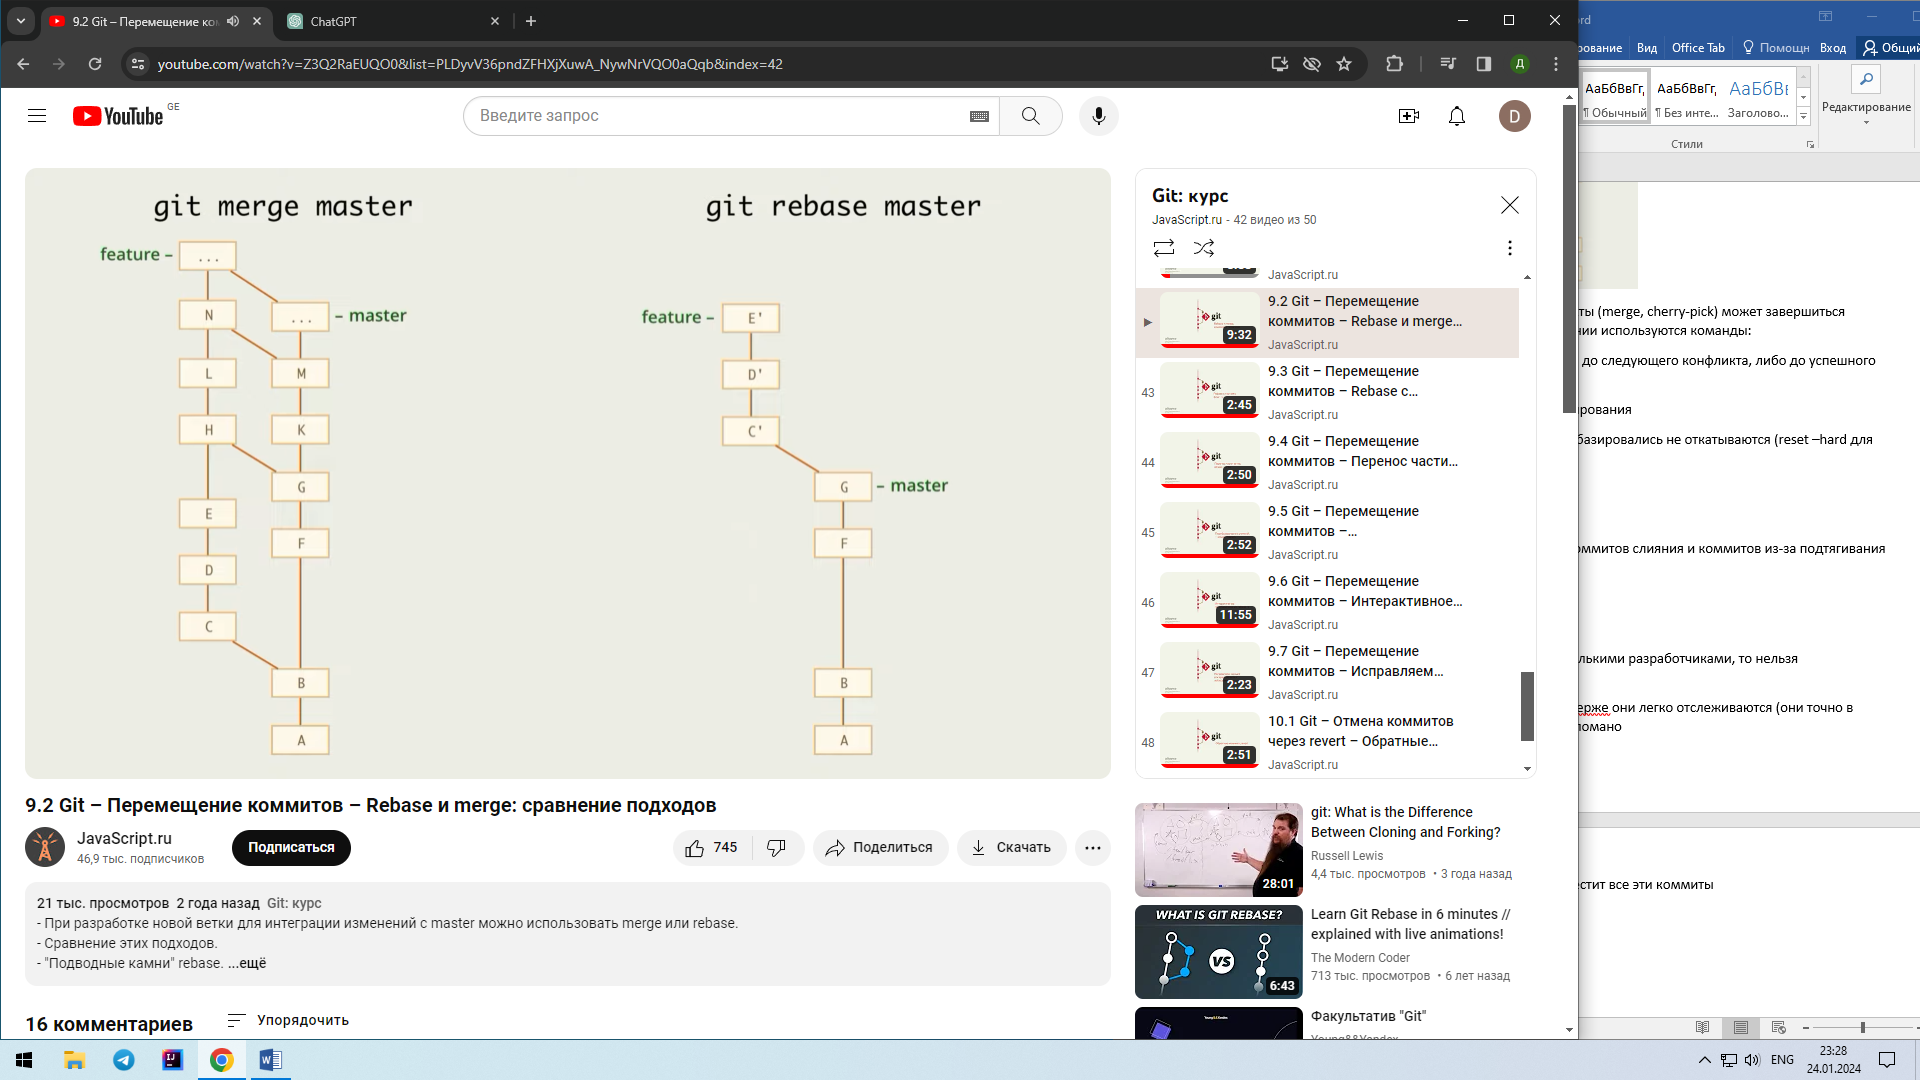 9.2 Git – Перемещение ко
ChatGPT
youtube.com/watch?v=Z3Q2RaEUQO0&list=PLDyvV36pndZFHXjXuwA_NywNrVQO0aQqb&index=42
Д
YouTube
GE
Введите запрос
D
git merge master
git rebase master
feature –
...
N
...
– master
L
M
H
K
G
E
F
D
C
B
A
feature –
E'
D'
C'
G
– master
F
B
A
Git: курс
JavaScript.ru - 42 видео из 50
JavaScript.ru
9.2 Git – Перемещение
коммитов – Rebase и merge...
9:32
JavaScript.ru
43
9.3 Git – Перемещение
коммитов – Rebase с...
2:45
JavaScript.ru
44
9.4 Git – Перемещение
коммитов – Перенос части...
2:50
JavaScript.ru
45
9.5 Git – Перемещение
коммитов –...
2:52
JavaScript.ru
46
9.6 Git – Перемещение
коммитов – Интерактивное...
11:55
JavaScript.ru
47
9.7 Git – Перемещение
коммитов – Исправляем...
2:23
JavaScript.ru
48
10.1 Git – Отмена коммитов
через revert – Обратные...
2:51
JavaScript.ru
9.2 Git – Перемещение коммитов – Rebase и merge: сравнение подходов
JavaScript.ru
46,9 тыс. подписчиков
Подписаться
745
Поделиться
Скачать
21 тыс. просмотров 2 года назад Git: курс
- При разработке новой ветки для интеграции изменений с master можно использовать merge или rebase.
- Сравнение этих подходов.
- "Подводные камни" rebase. ...ещё
16 комментариев
Упорядочить
git: What is the Difference
Between Cloning and Forking?
Russell Lewis
4,4 тыс. просмотров • 3 года назад
28:01
WHAT IS GIT REBASE?
VS
6:43
Learn Git Rebase in 6 minutes //
explained with live animations!
The Modern Coder
713 тыс. просмотров • 6 лет назад
Факультатив "Git"
Young&&Yandex
rd
рование Вид Office Tab Помощн Вход Общий
АаБбВвГг, АаБбВвГг, АаБбВв
¶ Обычный ¶ Без инте... Заголово...
Редактирование
Стили
ты (merge, cherry-pick) может завершиться
нии используются команды:
до следующего конфликта, либо до успешного
рования
базировались не откатываются (reset –hard для
оммитов слияния и коммитов из-за подтягивания
лькими разработчиками, то нельзя
ерже они легко отслеживаются (они точно в
ломано
естит все эти коммиты
ENG
23:28
24.01.2024